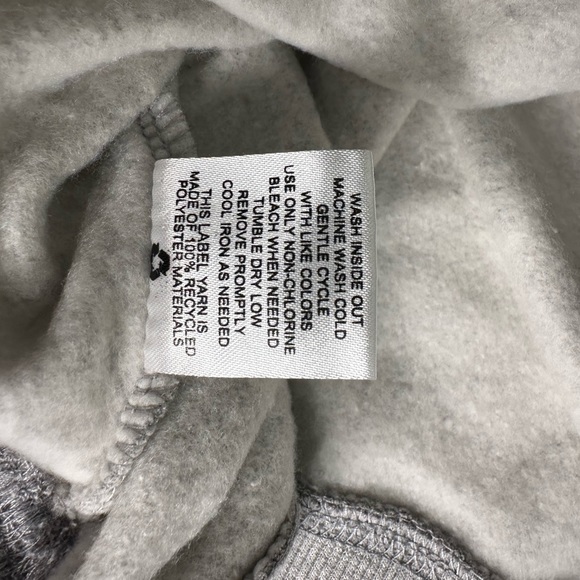 WASH INSIDE OUT
MACHINE WASH COLD
GENTLE CYCLE
WITH LIKE COLORS
USE ONLY NON-CHLORINE
BLEACH WHEN NEEDED
TUMBLE DRY LOW
REMOVE PROMPTLY
COOL IRON AS NEEDED
THIS LABEL YARN IS
MADE OF 100% RECYCLED
POLYESTER MATERIALS